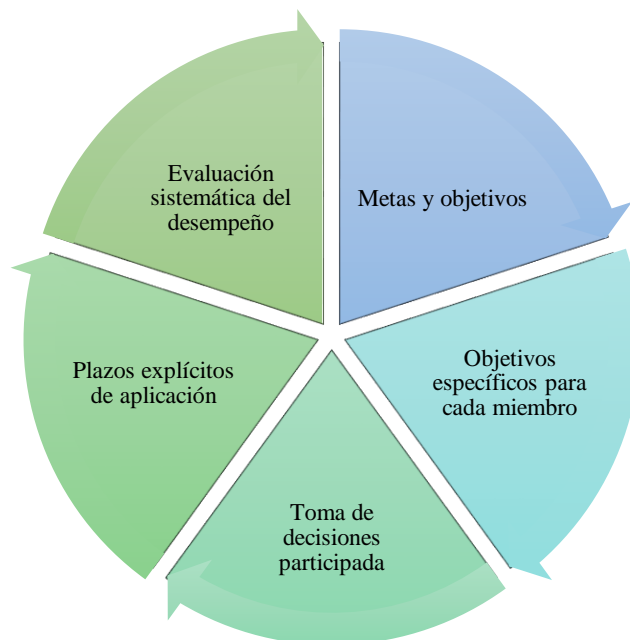 Metas y objetivos
Objetivos
específicos para
cada miembro
Toma de
decisiones
participada
Plazos explícitos
de aplicación
Evaluación
sistemática del
desempeño